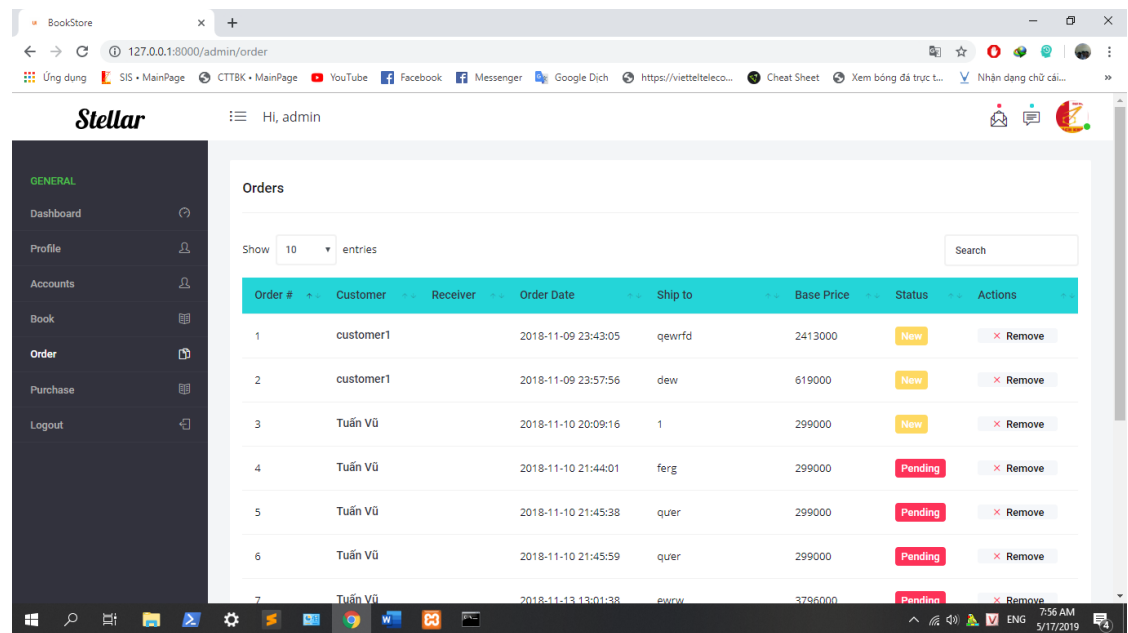 BookStore
127.0.0.1:8000/admin/order
Ứng dụng SIS • MainPage CTTBK • MainPage YouTube Facebook Messenger Google Dịch https://viettelteleco... Cheat Sheet Xem bóng đá trực t... Nhận dạng chữ cái... »
Stellar Hi, admin
GENERAL
Dashboard
Profile
Accounts
Book
Order
Purchase
Logout
Orders
Show 10 entries Search
Order # Customer Receiver Order Date Ship to Base Price Status Actions
1 customer1 2018-11-09 23:43:05 qewrfd 2413000 New × Remove
2 customer1 2018-11-09 23:57:56 dew 619000 New × Remove
3 Tuấn Vũ 2018-11-10 20:09:16 1 299000 New × Remove
4 Tuấn Vũ 2018-11-10 21:44:01 ferg 299000 Pending × Remove
5 Tuấn Vũ 2018-11-10 21:45:38 qưer 299000 Pending × Remove
6 Tuấn Vũ 2018-11-10 21:45:59 qưer 299000 Pending × Remove
7 Tuấn Vũ 2018-11-13 13:01:38 ewrw 3796000 Pending × Remove
ENG 7:56 AM
5/17/2019